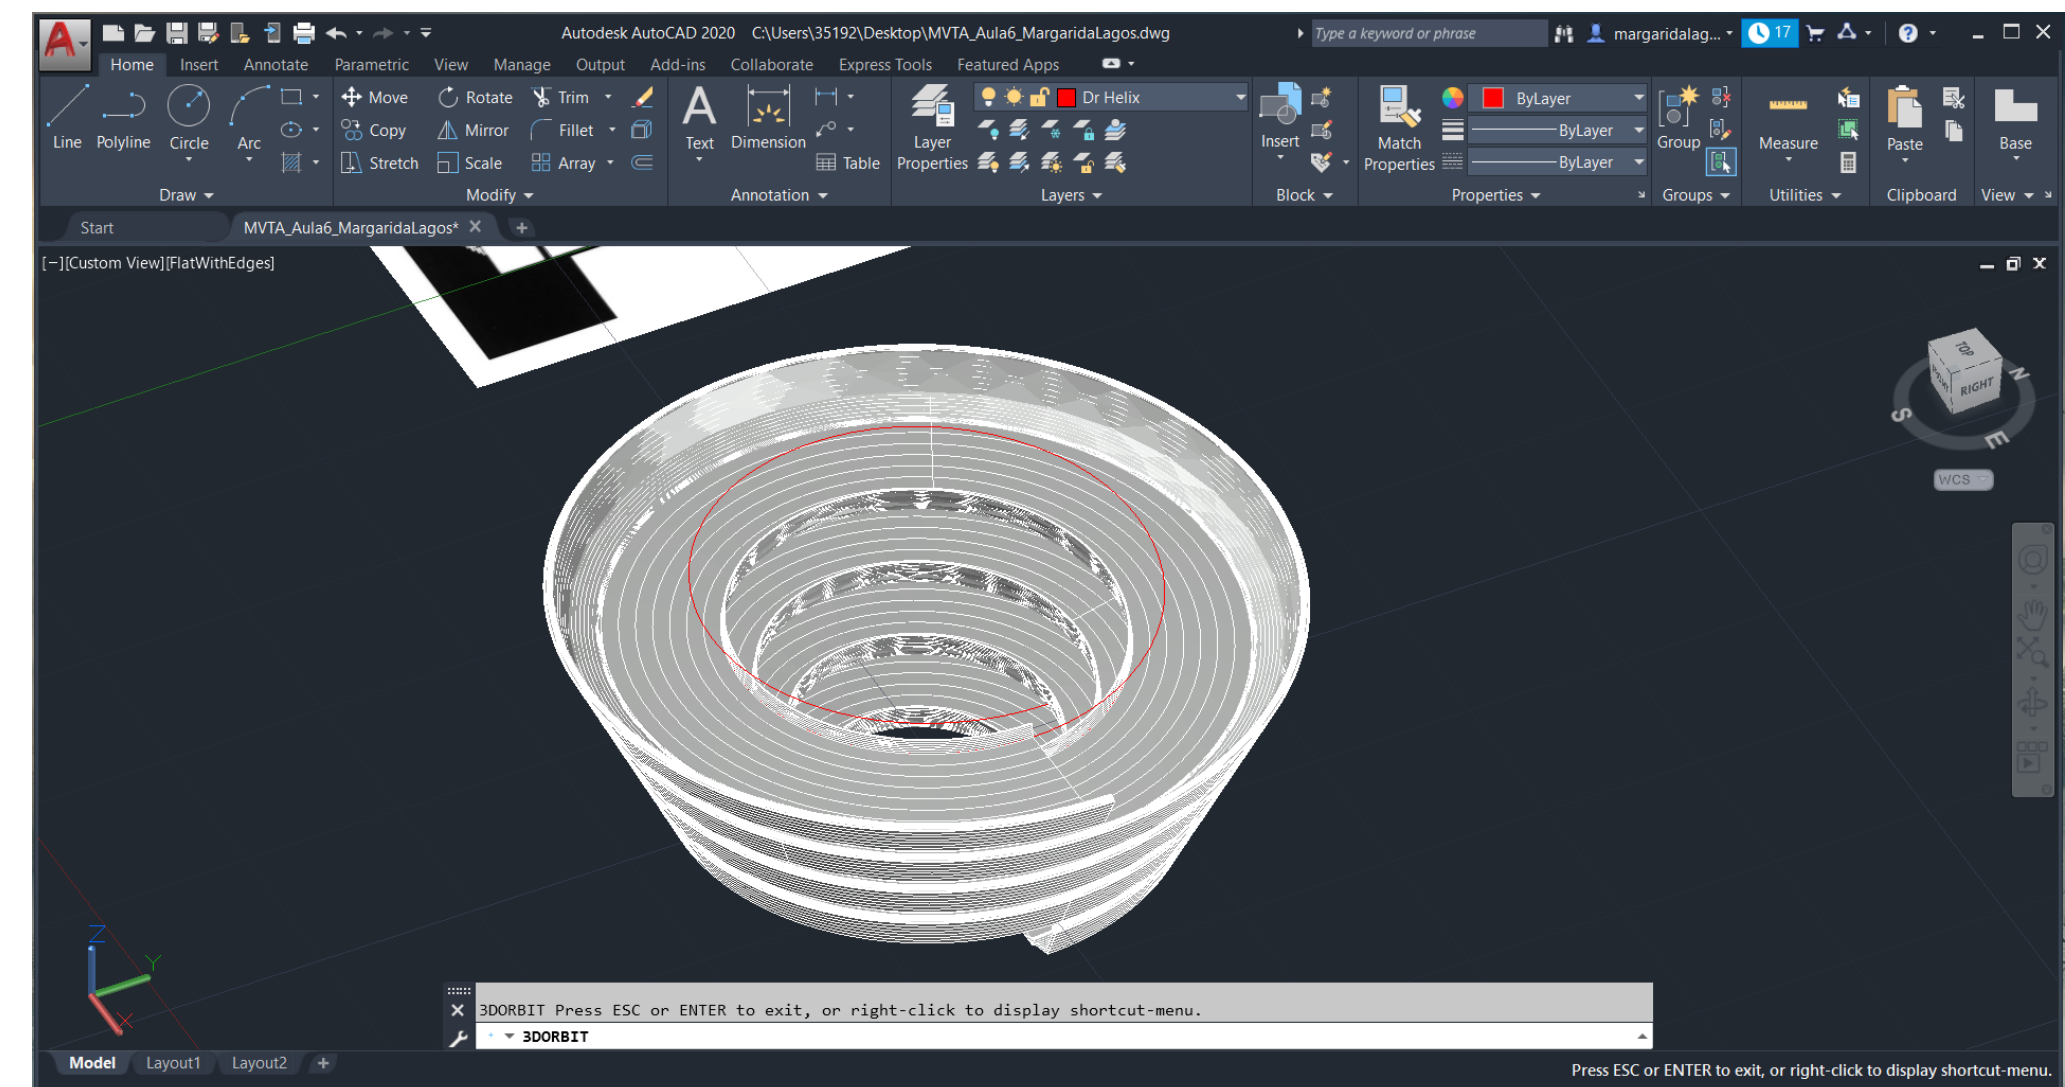 Autodesk AutoCAD 2020 C:\Users\35192\Desktop\MVTA_Aula6_MargaridaLagos.dwg
Type a keyword or phrase
margaridalag...
17
Home Insert Annotate Parametric View Manage Output Add-ins Collaborate Express Tools Featured Apps
Line Polyline Circle Arc
Move Rotate Trim
Copy Mirror Fillet
Stretch Scale Array
Text Dimension Table
Layer Properties
Dr Helix
Insert
Match Properties
ByLayer
ByLayer
ByLayer
Group
Measure
Paste
Base
Draw Modify Annotation Layers Block Properties Groups Utilities Clipboard View
Start MVTA_Aula6_MargaridaLagos*
[−][Custom View][FlatWithEdges]
TOP
RIGHT
N
S
E
WCS
Z
Y
X
3DORBIT Press ESC or ENTER to exit, or right-click to display shortcut-menu.
3DORBIT
Model Layout1 Layout2 +
Press ESC or ENTER to exit, or right-click to display shortcut-menu.